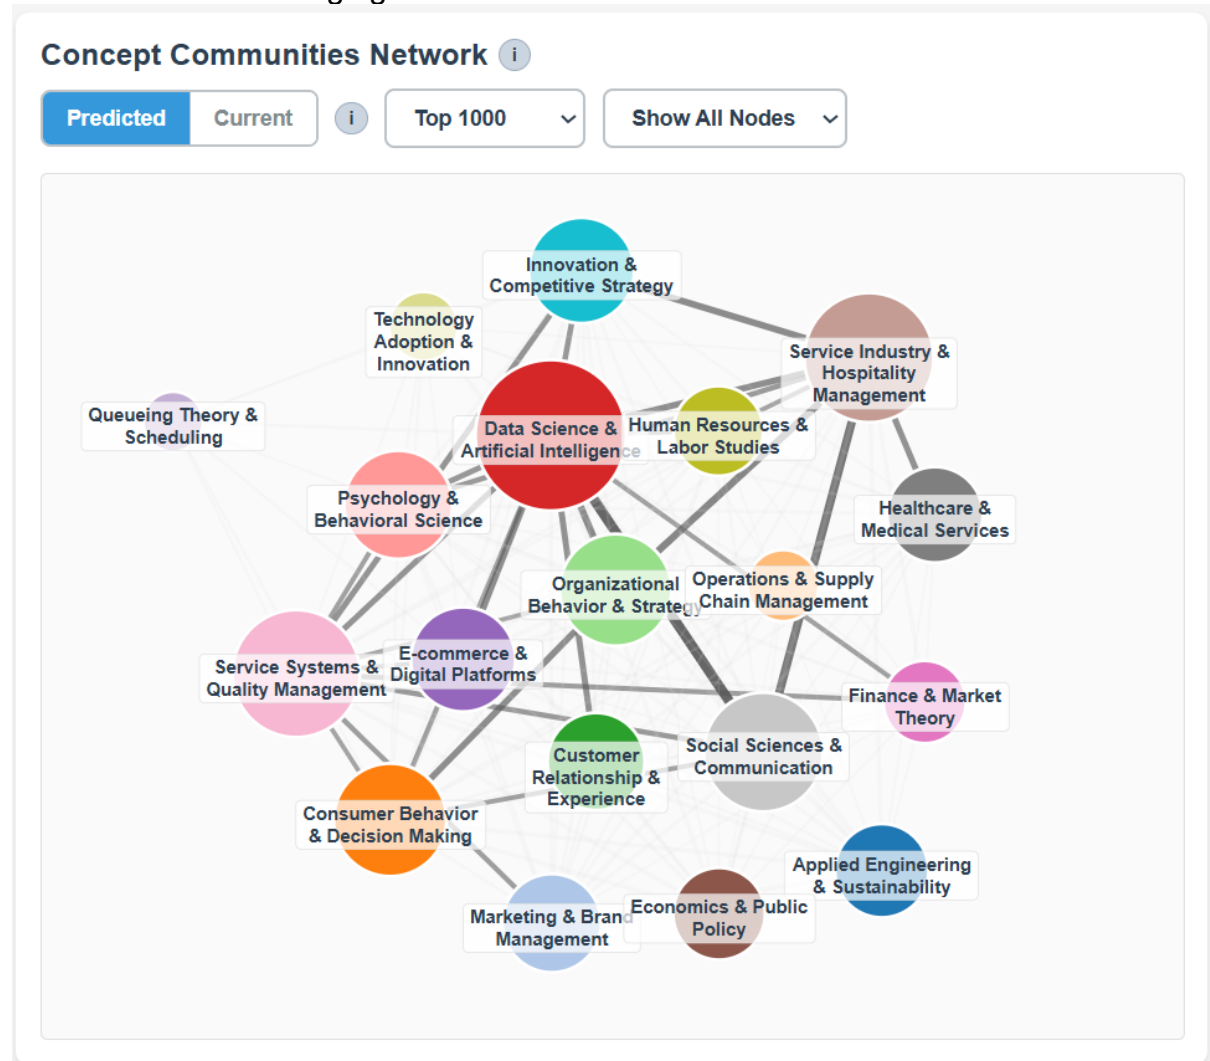 Concept Communities Network i
Predicted Current i Top 1000 Show All Nodes
Innovation &
Competitive Strategy
Technology
Adoption &
Innovation
Service Industry &
Hospitality
Management
Queueing Theory &
Scheduling
Data Science &
Artificial Intelligence
Human Resources &
Labor Studies
Psychology &
Behavioral Science
Healthcare &
Medical Services
Organizational
Behavior & Strategy
Operations & Supply
Chain Management
Service Systems &
Quality Management
E-commerce &
Digital Platforms
Finance & Market
Theory
Customer
Relationship &
Experience
Social Sciences &
Communication
Consumer Behavior
& Decision Making
Applied Engineering
& Sustainability
Marketing & Brand
Management
Economics & Public
Policy